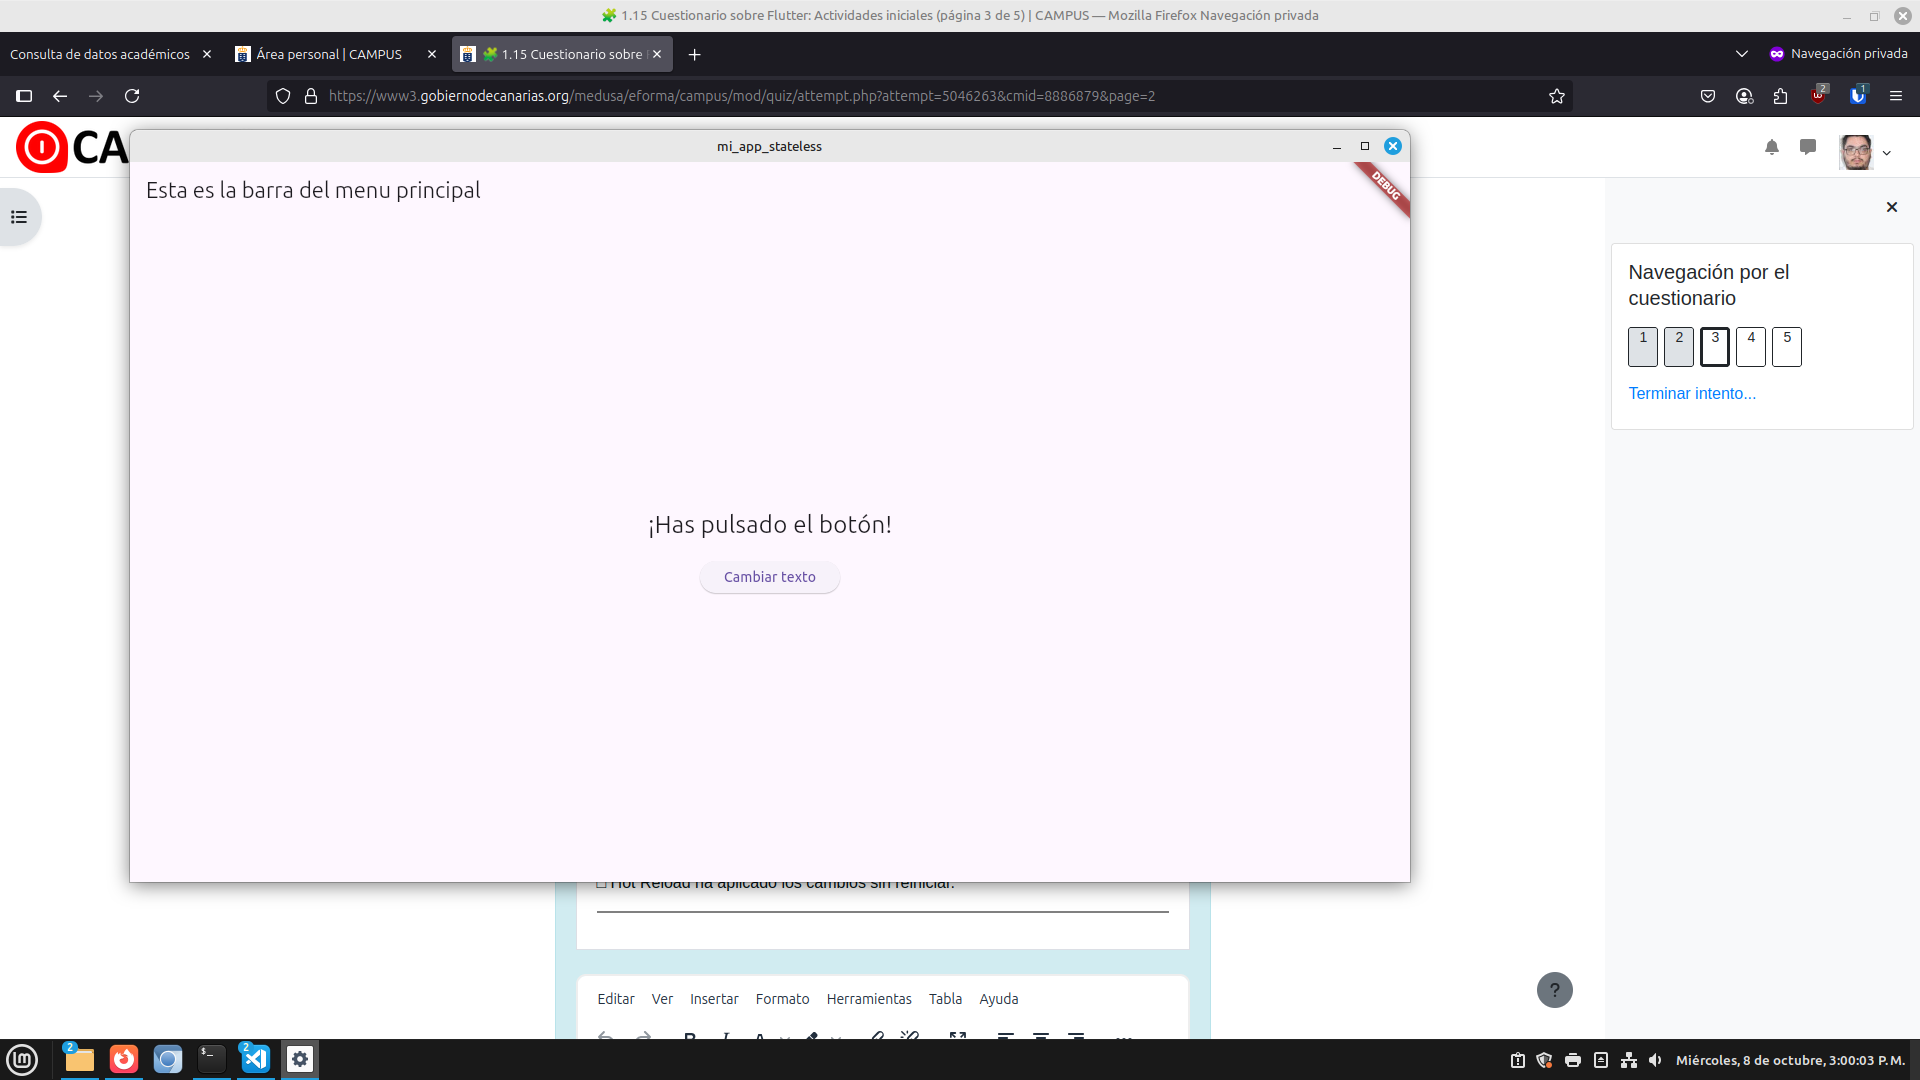 🧩 1.15 Cuestionario sobre Flutter: Actividades iniciales (página 3 de 5) | CAMPUS — Mozilla Firefox Navegación privada
Consulta de datos académicos
Área personal | CAMPUS
🧩 1.15 Cuestionario sobre
Navegación privada
https://www3.gobiernodecanarias.org/medusa/eforma/campus/mod/quiz/attempt.php?attempt=5046263&cmid=8886879&page=2
2
1
CA
mi_app_stateless
Esta es la barra del menu principal
DEBUG
¡Has pulsado el botón!
Cambiar texto
Navegación por el
cuestionario
1 2 3 4 5
Terminar intento...
Hot Reload ha aplicado los cambios sin reiniciar.
Editar Ver Insertar Formato Herramientas Tabla Ayuda
?
2
2
Miércoles, 8 de octubre, 3:00:03 P.M.